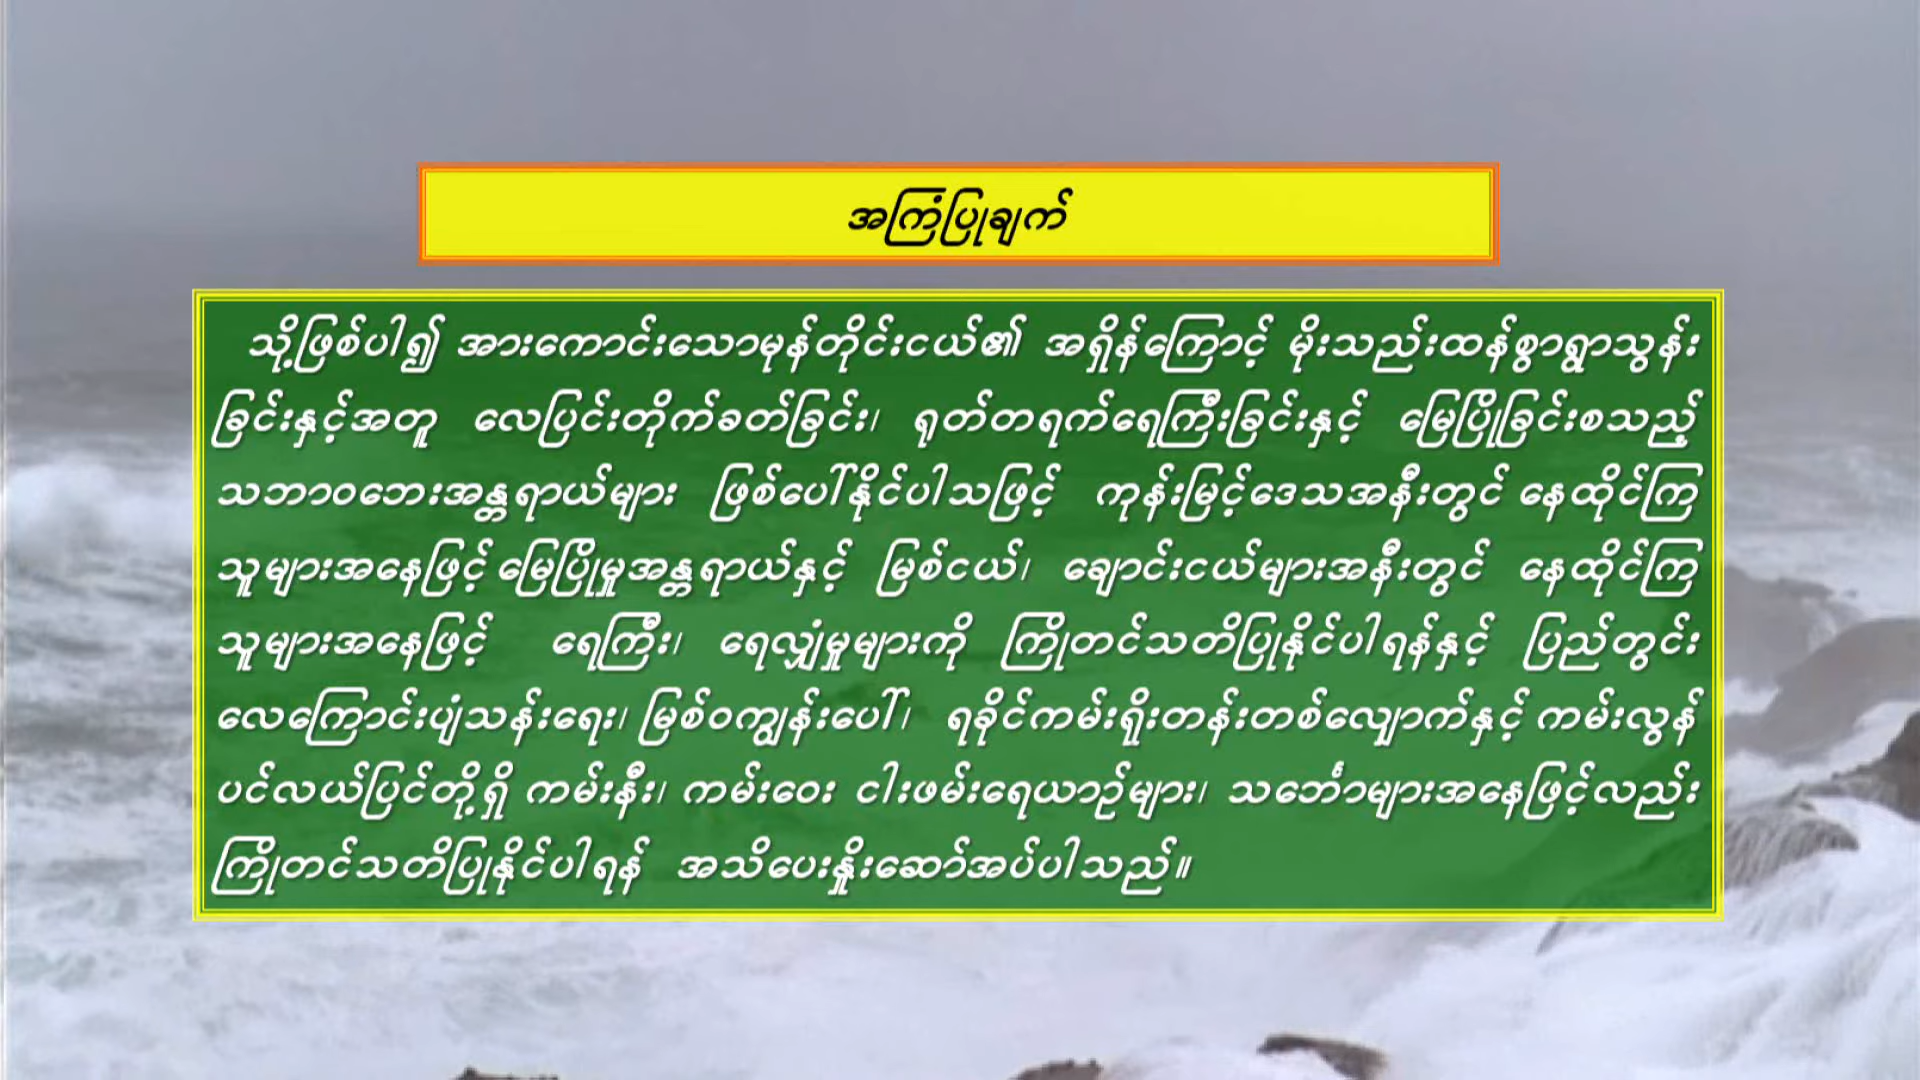 အကြံပြုချက်
သို့ဖြစ်ပါ၍ အားကောင်းသောမုန်တိုင်းငယ်၏ အရှိန်ကြောင့် မိုးသည်းထန်စွာရွာသွန်း
ခြင်းနှင့်အတူ လေပြင်းတိုက်ခတ်ခြင်း၊ ရုတ်တရက်ရေကြီးခြင်းနှင့် မြေပြိုခြင်းစသည့်
သဘာဝဘေးအန္တရာယ်များ ဖြစ်ပေါ်နိုင်ပါသဖြင့် ကုန်းမြင့်ဒေသအနီးတွင် နေထိုင်ကြ
သူများအနေဖြင့် မြေပြိုမှုအန္တရာယ်နှင့် မြစ်ငယ်၊ ချောင်းငယ်များအနီးတွင် နေထိုင်ကြ
သူများအနေဖြင့် ရေကြီး၊ ရေလျှံမှုများကို ကြိုတင်သတိပြုနိုင်ပါရန်နှင့် ပြည်တွင်း
လေကြောင်းပျံသန်းရေး၊ မြစ်ဝကျွန်းပေါ်၊ ရခိုင်ကမ်းရိုးတန်းတစ်လျှောက်နှင့် ကမ်းလွန်
ပင်လယ်ပြင်တို့ရှိ ကမ်းနီး၊ ကမ်းဝေး ငါးဖမ်းရေယာဉ်များ၊ သင်္ဘောများအနေဖြင့်လည်း
ကြိုတင်သတိပြုနိုင်ပါရန် အသိပေးနှိုးဆော်အပ်ပါသည်။